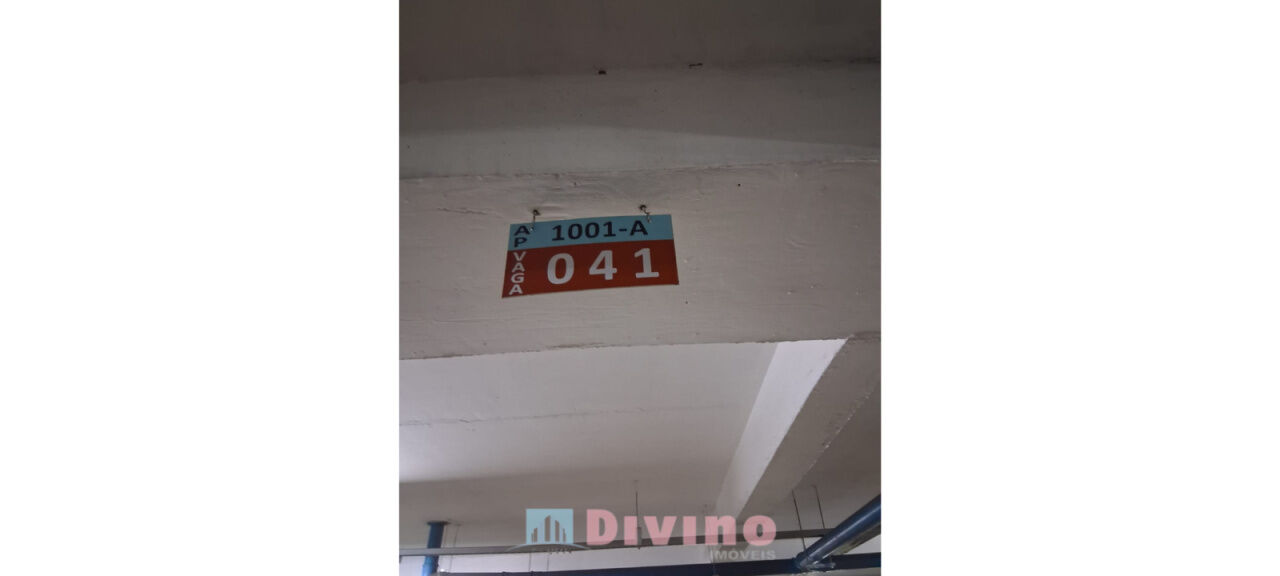 AP 1001-A
VAGA 041
Divino
IMÓVEIS